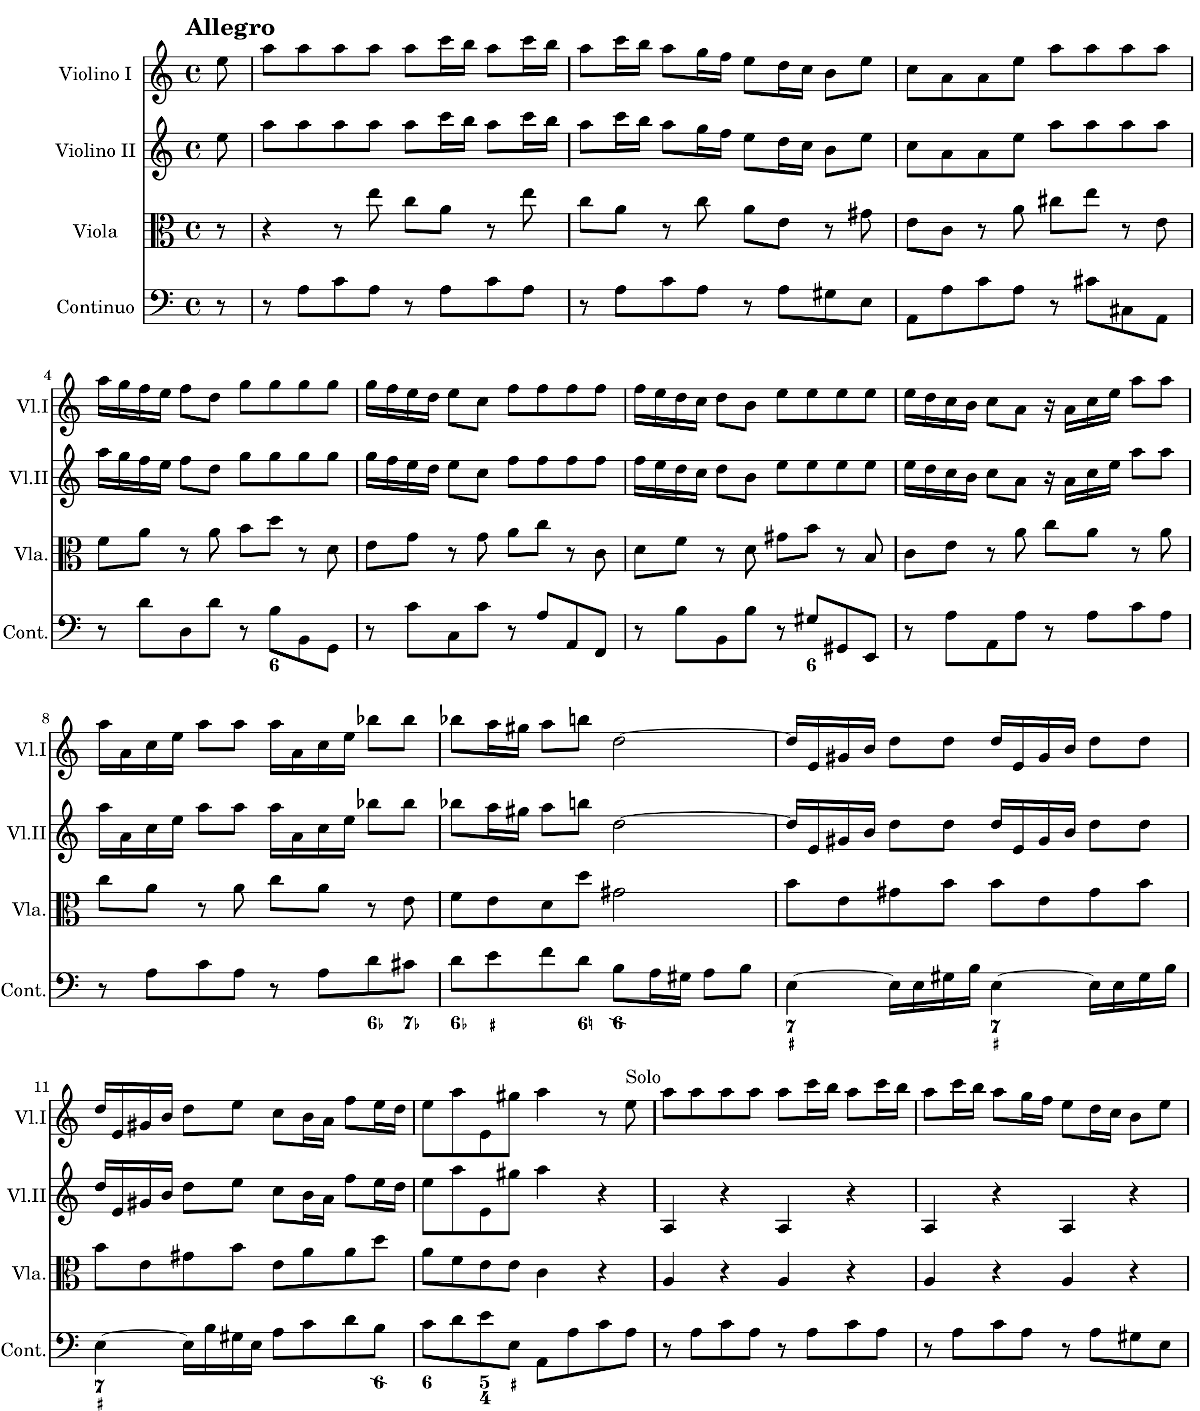 Allegro
Violino I
Violino II
Viola
Continuo
4
Vl.I
Vl.II
Vla.
Cont.
6 6
8
Vl.I
Vl.II
Vla.
Cont.
6♭ 7♭ 6♭ ♯ 6♮ 6 7 7
♯ ♯
11
Solo
Vl.I
Vl.II
Vla.
Cont.
7 6 6 5 ♯
♯ 4